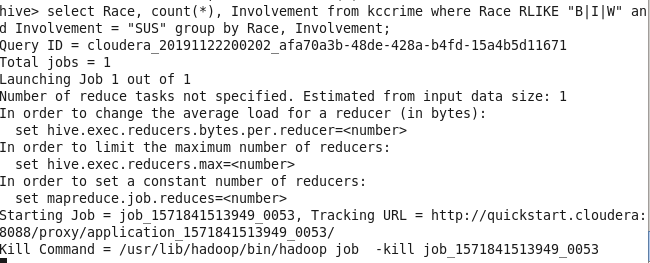 hive> select Race, count(*), Involvement from kccrime where Race RLIKE "B|I|W" an
d Involvement = "SUS" group by Race, Involvement;
Query ID = cloudera_20191122200202_afa70a3b-48de-428a-b4fd-15a4b5d11671
Total jobs = 1
Launching Job 1 out of 1
Number of reduce tasks not specified. Estimated from input data size: 1
In order to change the average load for a reducer (in bytes):
  set hive.exec.reducers.bytes.per.reducer=<number>
In order to limit the maximum number of reducers:
  set hive.exec.reducers.max=<number>
In order to set a constant number of reducers:
  set mapreduce.job.reduces=<number>
Starting Job = job_1571841513949_0053, Tracking URL = http://quickstart.cloudera:
8088/proxy/application_1571841513949_0053/
Kill Command = /usr/lib/hadoop/bin/hadoop job  -kill job_1571841513949_0053